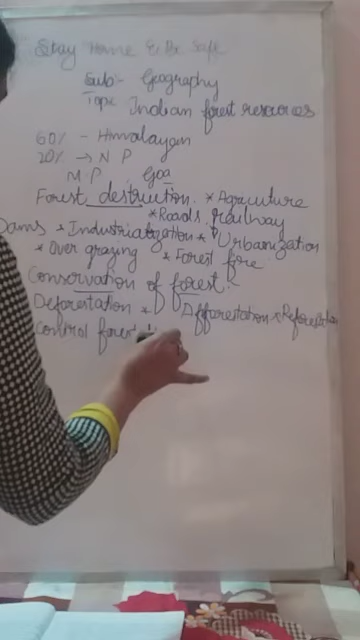 Stay Home & Be Safe
Sub:- Geography
Topic Indian forest resources
60% - Himalayan
20% → N P
M P Goa
Forest destruction * Agriculture
* Roads railway
Dams * Industrialization * Urbanization
* Over grazing * Forest fire
Conservation of forest:-
Deforestation * Afforestation * Reforestation
Control forest